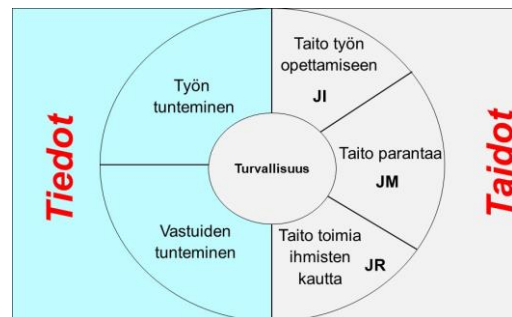 Tiedot
Työn
tunteminen
Vastuiden
tunteminen
Turvallisuus
Taito työn
opettamiseen
JI
Taito parantaa
JM
Taito toimia
ihmisten
kautta JR
Taidot